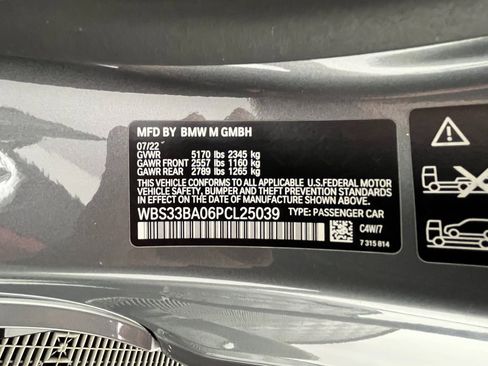 MFD BY BMW M GMBH
07/22
GVWR 5170 lbs 2345 kg
GAWR FRONT 2557 lbs 1160 kg
GAWR REAR 2789 lbs 1265 kg
THIS VEHICLE CONFORMS TO ALL APPLICABLE U.S.FEDERAL MOTOR
VEHICLE SAFETY, BUMPER, AND THEFT PREVENTION STANDARDS
IN EFFECT ON THE DATE OF MANUFACTURE SHOWN ABOVE.
WBS33BA06PCL25039 TYPE: PASSENGER CAR
C4W/7
7 315 814